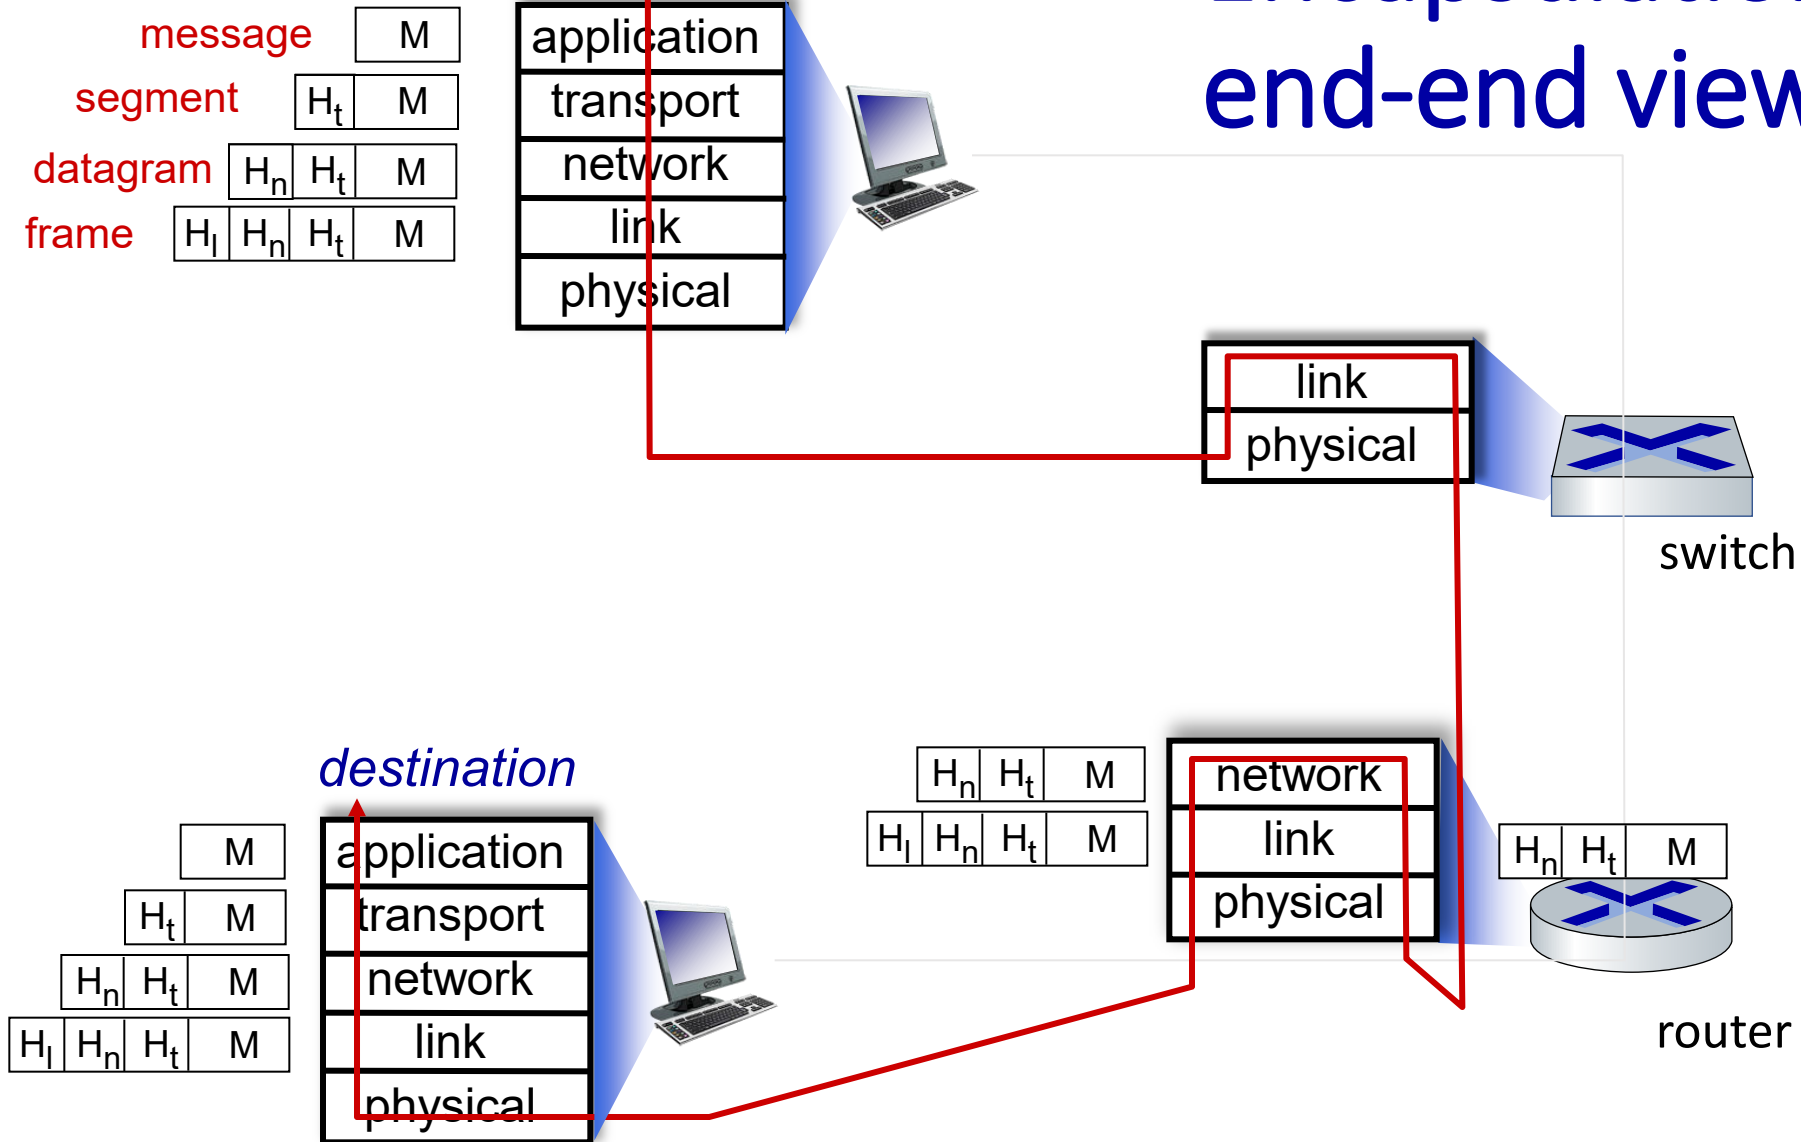 end-end view
message M
segment Ht M
datagram Hn Ht M
frame Hl Hn Ht M
application
transport
network
link
physical
link
physical
switch
Hn Ht M
Hl Hn Ht M
network
link
physical
Hn Ht M
router
destination
M
Ht M
Hn Ht M
Hl Hn Ht M
application
transport
network
link
physical